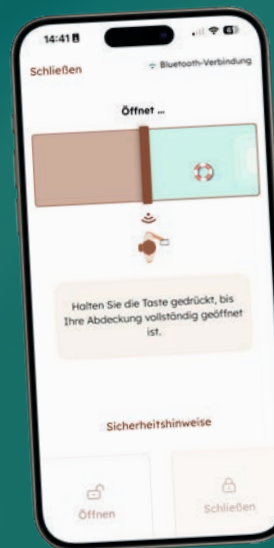 14:41
Schließen
Bluetooth-Verbindung
Öffnet ...
Halten Sie die Taste gedrückt, bis
Ihre Abdeckung vollständig geöffnet
ist.
Sicherheitshinweise
Öffnen
Schließen